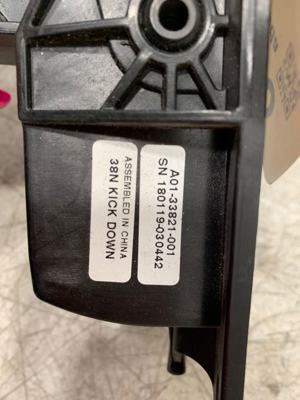 A01-33821-001
SN 180119-030442
ASSEMBLED IN CHINA
38N KICK DOWN